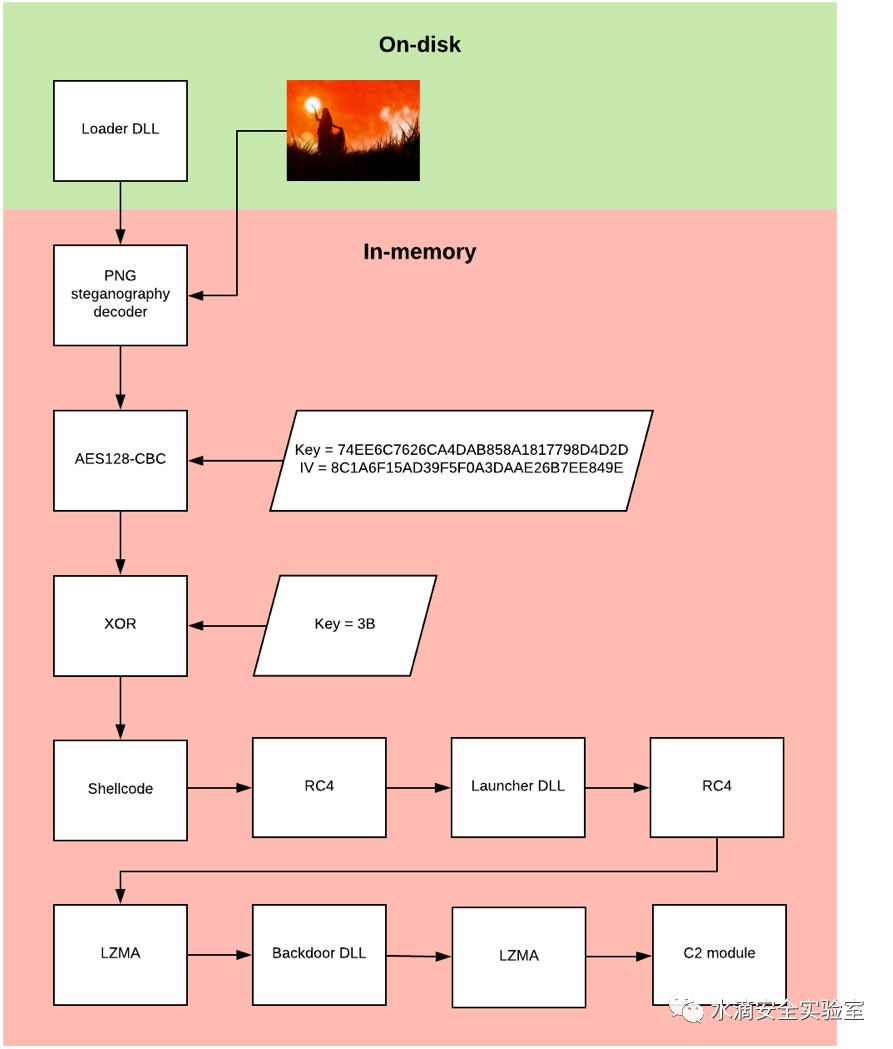 On-disk
Loader DLL
In-memory
PNG
steganography
decoder
AES128-CBC
Key = 74EE6C7626CA4DAB858A1817798D4D2D
IV = 8C1A6F15AD39F5F0A3DAAE26B7EE849E
XOR
Key = 3B
Shellcode
RC4
Launcher DLL
RC4
LZMA
Backdoor DLL
LZMA
C2 module
水滴安全实验室